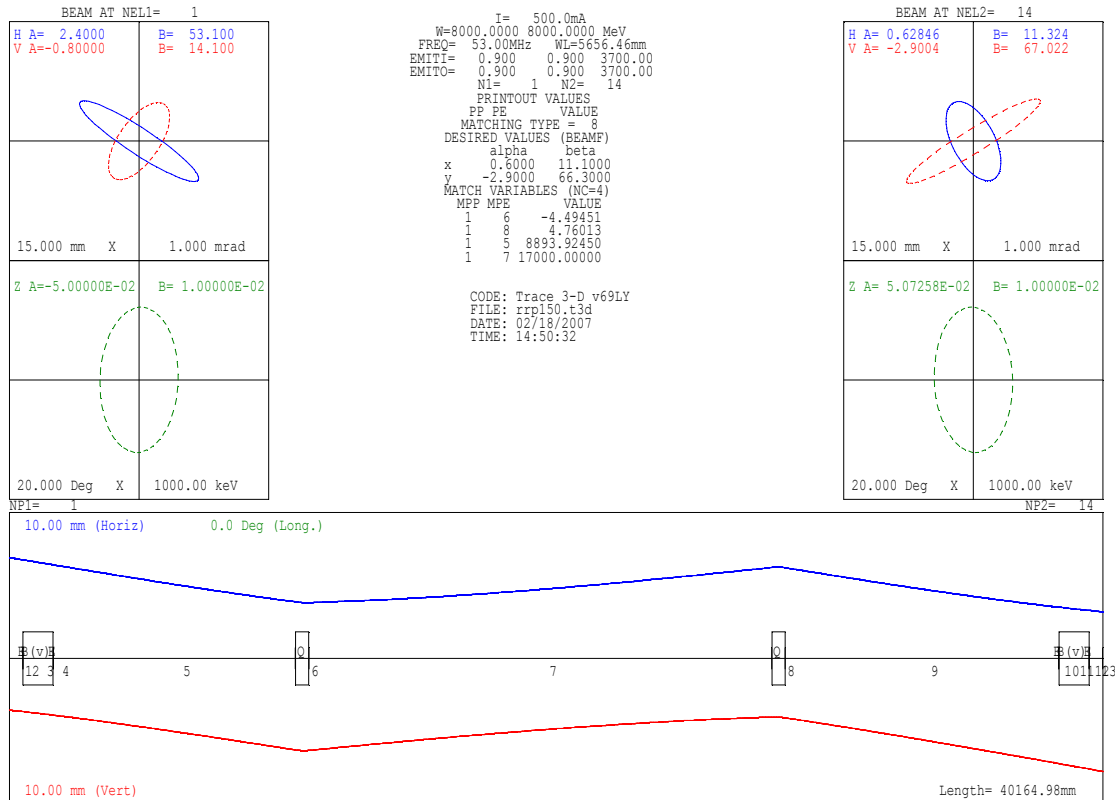 BEAM AT NEL1= 1
H A= 2.4000 B= 53.100
V A=-0.80000 B= 14.100
15.000 mm X 1.000 mrad
Z A=-5.00000E-02 B= 1.00000E-02
20.000 Deg X 1000.00 keV
NP1= 1
I= 500.0mA
W=8000.0000 8000.0000 MeV
FREQ= 53.00MHz WL=5656.46mm
EMITI= 0.900 0.900 3700.00
EMITO= 0.900 0.900 3700.00
N1= 1 N2= 14
PRINTOUT VALUES
PP PE VALUE
MATCHING TYPE = 8
DESIRED VALUES (BEAMF)
alpha beta
x 0.6000 11.1000
y -2.9000 66.3000
MATCH VARIABLES (NC=4)
MPP MPE VALUE
1 6 -4.49451
1 8 4.76013
1 5 8893.92450
1 7 17000.00000
CODE: Trace 3-D v69LY
FILE: rrp150.t3d
DATE: 02/18/2007
TIME: 14:50:32
BEAM AT NEL2= 14
H A= 0.62846 B= 11.324
V A= -2.9004 B= 67.022
15.000 mm X 1.000 mrad
Z A= 5.07258E-02 B= 1.00000E-02
20.000 Deg X 1000.00 keV
NP2= 14
10.00 mm (Horiz) 0.0 Deg (Long.)
B(v) Q Q B(v)
12 3 4 5 6 7 8 9
10.00 mm (Vert) Length= 40164.98mm